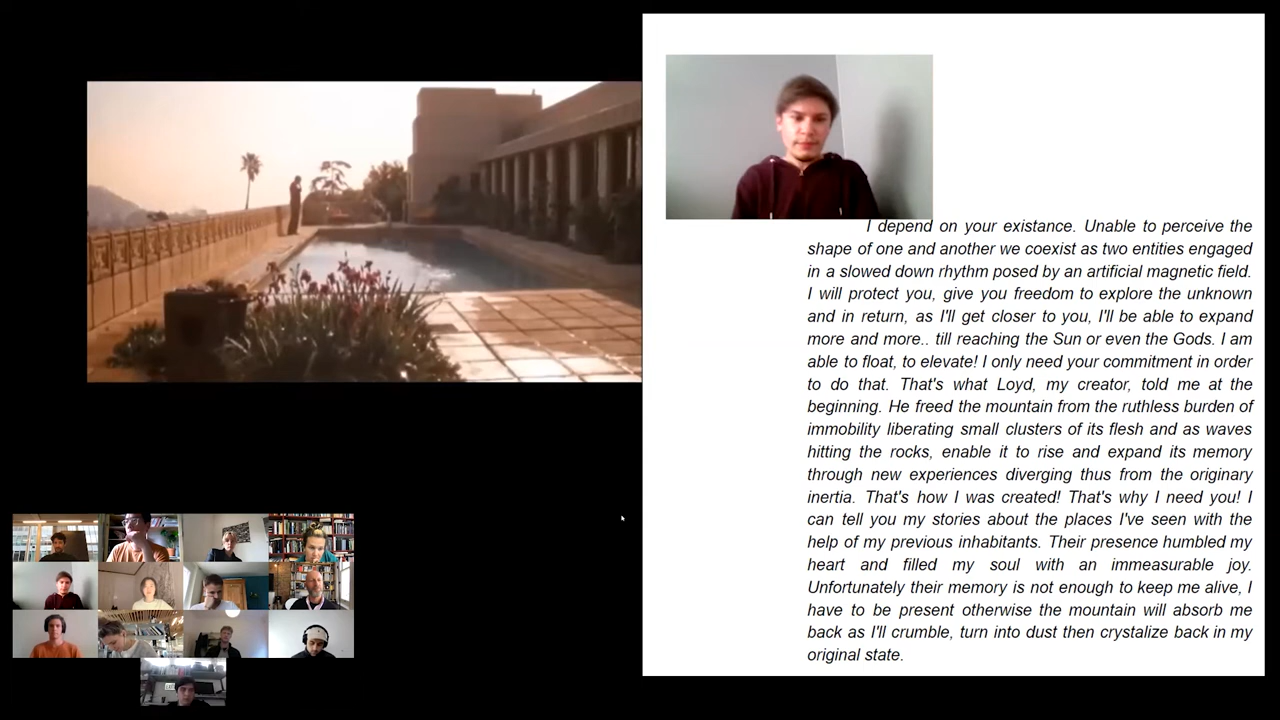 I depend on your existance. Unable to perceive the
shape of one and another we coexist as two entities engaged
in a slowed down rhythm posed by an artificial magnetic field.
I will protect you, give you freedom to explore the unknown
and in return, as I'll get closer to you, I'll be able to expand
more and more.. till reaching the Sun or even the Gods. I am
able to float, to elevate! I only need your commitment in order
to do that. That's what Loyd, my creator, told me at the
beginning. He freed the mountain from the ruthless burden of
immobility liberating small clusters of its flesh and as waves
hitting the rocks, enable it to rise and expand its memory
through new experiences diverging thus from the originary
inertia. That's how I was created! That's why I need you! I
can tell you my stories about the places I've seen with the
help of my previous inhabitants. Their presence humbled my
heart and filled my soul with an immeasurable joy.
Unfortunately their memory is not enough to keep me alive, I
have to be present otherwise the mountain will absorb me
back as I'll crumble, turn into dust then crystalize back in my
original state.